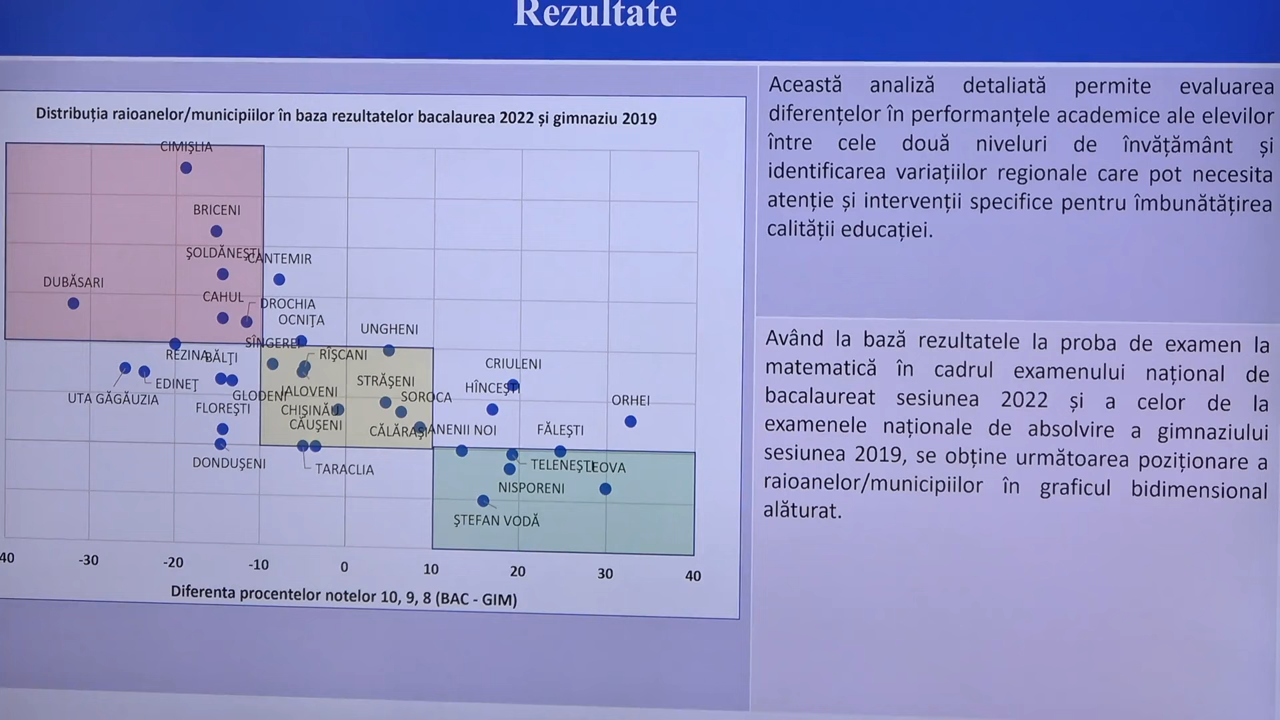 Rezultate
Distribuția raioanelor/municipiilor în baza rezultatelor bacalaurea 2022 și gimnaziu 2019
CIMIȘLIA
BRICENI
ȘOLDĂNEȘTI
CANTEMIR
DUBĂSARI
CAHUL
DROCHIA
OCNIȚA
UNGHENI
SÎNGEREI
REZINA
BĂLȚI
RÎȘCANI
CRIULENI
EDINEȚ
UTA GĂGĂUZIA
GLODENI
IALOVENI
STRĂȘENI
HÎNCEȘTI
SOROCA
ORHEI
FLOREȘTI
CHIȘINĂU
CĂUȘENI
CĂLĂRAȘI
ANENII NOI
FĂLEȘTI
DONDUȘENI
TARACLIA
TELENEȘTI
LEOVA
NISPORENI
ȘTEFAN VODĂ
40 -30 -20 -10 0 10 20 30 40
Diferenta procentelor notelor 10, 9, 8 (BAC - GIM)
Această analiză detaliată permite evaluarea
diferențelor în performanțele academice ale elevilor
între cele două niveluri de învățământ și
identificarea variațiilor regionale care pot necesita
atenție și intervenții specifice pentru îmbunătățirea
calității educației.
Având la bază rezultatele la proba de examen la
matematică în cadrul examenului național de
bacalaureat sesiunea 2022 și a celor de la
examenele naționale de absolvire a gimnaziului
sesiunea 2019, se obține următoarea poziționare a
raioanelor/municipiilor în graficul bidimensional
alăturat.